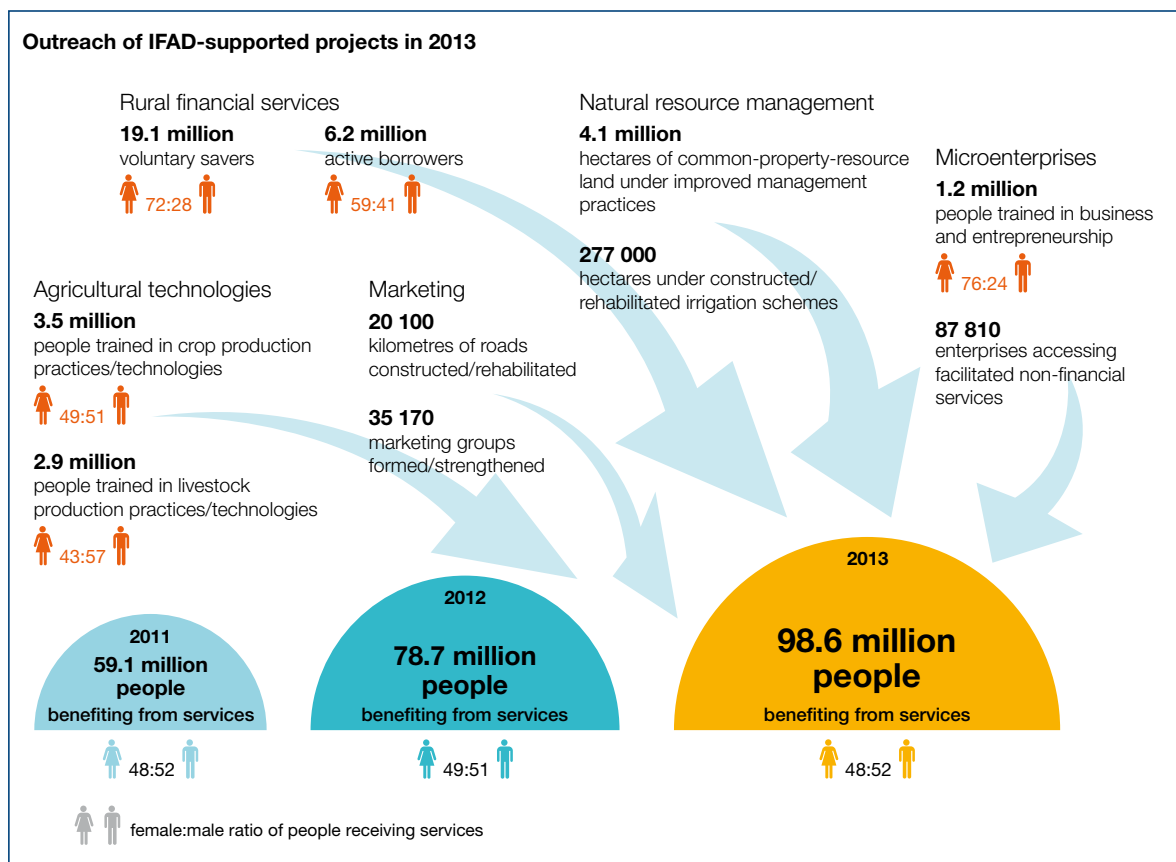 Outreach of IFAD-supported projects in 2013
Rural financial services
19.1 million
voluntary savers
72:28
6.2 million
active borrowers
59:41
Natural resource management
4.1 million
hectares of common-property-resource
land under improved management
practices
277 000
hectares under constructed/
rehabilitated irrigation schemes
Microenterprises
1.2 million
people trained in business
and entrepreneurship
76:24
87 810
enterprises accessing
facilitated non-financial
services
Agricultural technologies
3.5 million
people trained in crop production
practices/technologies
49:51
2.9 million
people trained in livestock
production practices/technologies
43:57
Marketing
20 100
kilometres of roads
constructed/rehabilitated
35 170
marketing groups
formed/strengthened
2011
59.1 million
people
benefiting from services
48:52
2012
78.7 million
people
benefiting from services
49:51
2013
98.6 million
people
benefiting from services
48:52
female:male ratio of people receiving services